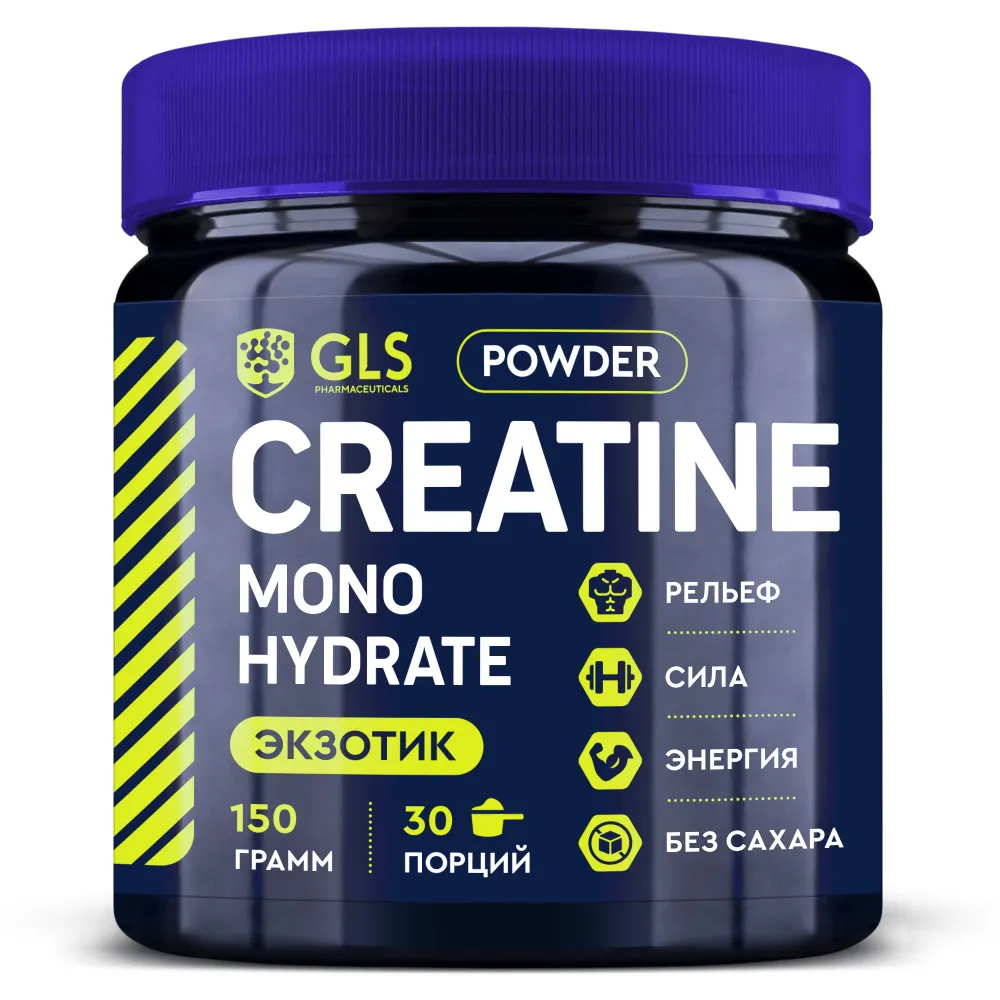 GLS
PHARMACEUTICALS
POWDER
CREATINE
MONO
HYDRATE
ЭКЗОТИК
150
ГРАММ
30
ПОРЦИЙ
РЕЛЬЕФ
СИЛА
ЭНЕРГИЯ
БЕЗ САХАРА